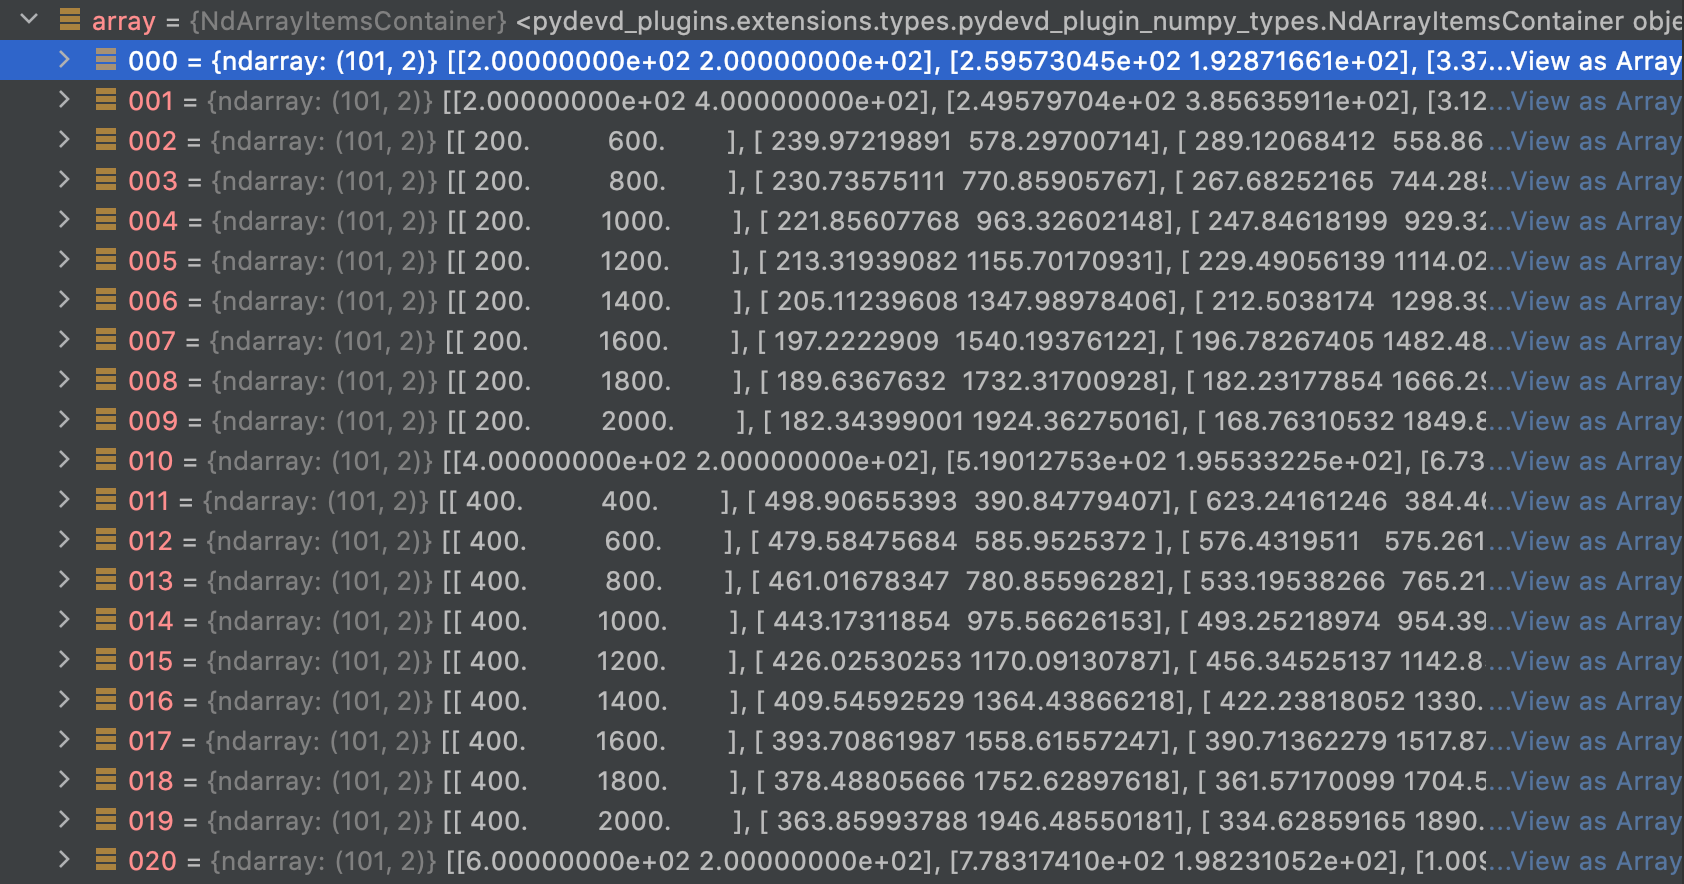 array = {NdArrayItemsContainer} <pydevd_plugins.extensions.types.pydevd_plugin_numpy_types.NdArrayItemsContainer obje
000 = {ndarray: (101, 2)} [[2.00000000e+02 2.00000000e+02], [2.59573045e+02 1.92871661e+02], [3.37...View as Array
001 = {ndarray: (101, 2)} [[2.00000000e+02 4.00000000e+02], [2.49579704e+02 3.85635911e+02], [3.12...View as Array
002 = {ndarray: (101, 2)} [[ 200. 600. ], [ 239.97219891 578.29700714], [ 289.12068412 558.86...View as Array
003 = {ndarray: (101, 2)} [[ 200. 800. ], [ 230.73575111 770.85905767], [ 267.68252165 744.285...View as Array
004 = {ndarray: (101, 2)} [[ 200. 1000. ], [ 221.85607768 963.32602148], [ 247.84618199 929.32...View as Array
005 = {ndarray: (101, 2)} [[ 200. 1200. ], [ 213.31939082 1155.70170931], [ 229.49056139 1114.02...View as Array
006 = {ndarray: (101, 2)} [[ 200. 1400. ], [ 205.11239608 1347.98978406], [ 212.5038174 1298.39...View as Array
007 = {ndarray: (101, 2)} [[ 200. 1600. ], [ 197.2222909 1540.19376122], [ 196.78267405 1482.48...View as Array
008 = {ndarray: (101, 2)} [[ 200. 1800. ], [ 189.6367632 1732.31700928], [ 182.23177854 1666.29...View as Array
009 = {ndarray: (101, 2)} [[ 200. 2000. ], [ 182.34399001 1924.36275016], [ 168.76310532 1849.8...View as Array
010 = {ndarray: (101, 2)} [[4.00000000e+02 2.00000000e+02], [5.19012753e+02 1.95533225e+02], [6.73...View as Array
011 = {ndarray: (101, 2)} [[ 400. 400. ], [ 498.90655393 390.84779407], [ 623.24161246 384.46...View as Array
012 = {ndarray: (101, 2)} [[ 400. 600. ], [ 479.58475684 585.9525372 ], [ 576.4319511 575.261...View as Array
013 = {ndarray: (101, 2)} [[ 400. 800. ], [ 461.01678347 780.85596282], [ 533.19538266 765.21...View as Array
014 = {ndarray: (101, 2)} [[ 400. 1000. ], [ 443.17311854 975.56626153], [ 493.25218974 954.39...View as Array
015 = {ndarray: (101, 2)} [[ 400. 1200. ], [ 426.02530253 1170.09130787], [ 456.34525137 1142.8...View as Array
016 = {ndarray: (101, 2)} [[ 400. 1400. ], [ 409.54592529 1364.43866218], [ 422.23818052 1330....View as Array
017 = {ndarray: (101, 2)} [[ 400. 1600. ], [ 393.70861987 1558.61557247], [ 390.71362279 1517.87...View as Array
018 = {ndarray: (101, 2)} [[ 400. 1800. ], [ 378.48805666 1752.62897618], [ 361.57170099 1704.5...View as Array
019 = {ndarray: (101, 2)} [[ 400. 2000. ], [ 363.85993788 1946.48550181], [ 334.62859165 1890....View as Array
020 = {ndarray: (101, 2)} [[6.00000000e+02 2.00000000e+02], [7.78317410e+02 1.98231052e+02], [1.009...View as Array